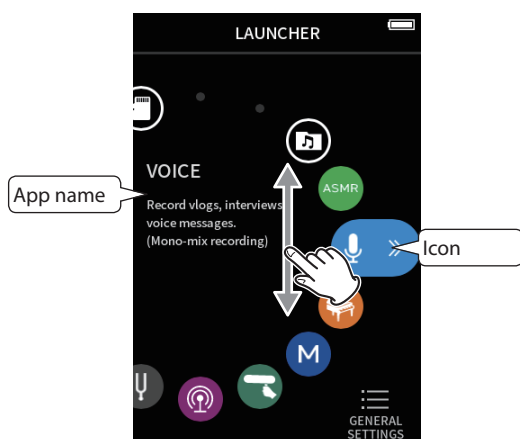 LAUNCHER
VOICE
App name
ASMR
Record vlogs, interviews,
voice messages.
(Mono-mix recording)
Icon
M
GENERAL
SETTINGS